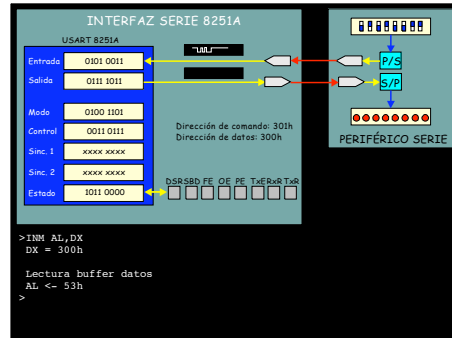 INTERFAZ SERIE 8251A
USART 8251A
Entrada 0101 0011
Salida 0111 1011
Modo 0100 1101
Control 0011 0111
Sinc. 1 xxxx xxxx
Sinc. 2 xxxx xxxx
Estado 1011 0000
Dirección de comando: 301h
Dirección de datos: 300h
DSR SBD FE OE PE TxE RxR TxR
P/S
S/P
PERIFÉRICO SERIE
>INM AL,DX
DX = 300h
Lectura buffer datos
AL <- 53h
>